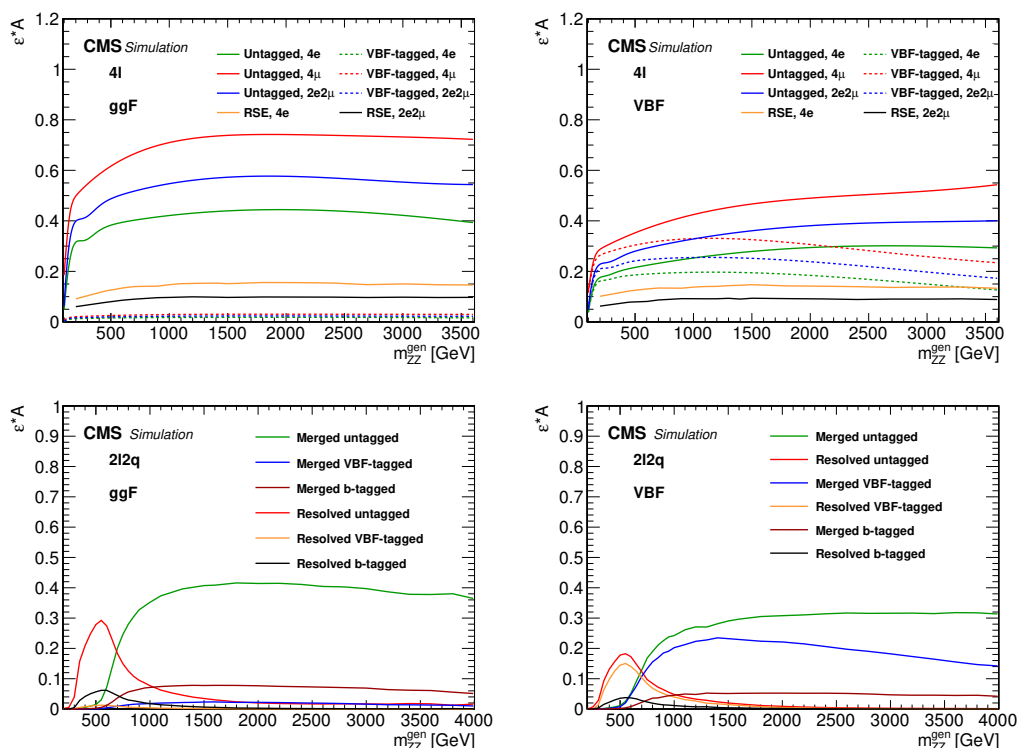 ε*A
1.2
1
0.8
0.6
0.4
0.2
0
CMS Simulation
4l
ggF
Untagged, 4e
VBF-tagged, 4e
Untagged, 4μ
VBF-tagged, 4μ
Untagged, 2e2μ
VBF-tagged, 2e2μ
RSE, 4e
RSE, 2e2μ
500 1000 1500 2000 2500 3000 3500
m_ZZ^gen [GeV]
ε*A
1.2
1
0.8
0.6
0.4
0.2
0
CMS Simulation
4l
VBF
Untagged, 4e
VBF-tagged, 4e
Untagged, 4μ
VBF-tagged, 4μ
Untagged, 2e2μ
VBF-tagged, 2e2μ
RSE, 4e
RSE, 2e2μ
500 1000 1500 2000 2500 3000 3500
m_ZZ^gen [GeV]
ε*A
1
0.9
0.8
0.7
0.6
0.5
0.4
0.3
0.2
0.1
0
CMS Simulation
2l2q
ggF
Merged untagged
Merged VBF-tagged
Merged b-tagged
Resolved untagged
Resolved VBF-tagged
Resolved b-tagged
500 1000 1500 2000 2500 3000 3500 4000
m_ZZ^gen [GeV]
ε*A
1
0.9
0.8
0.7
0.6
0.5
0.4
0.3
0.2
0.1
0
CMS Simulation
2l2q
VBF
Merged untagged
Resolved untagged
Merged VBF-tagged
Resolved VBF-tagged
Merged b-tagged
Resolved b-tagged
500 1000 1500 2000 2500 3000 3500 4000
m_ZZ^gen [GeV]